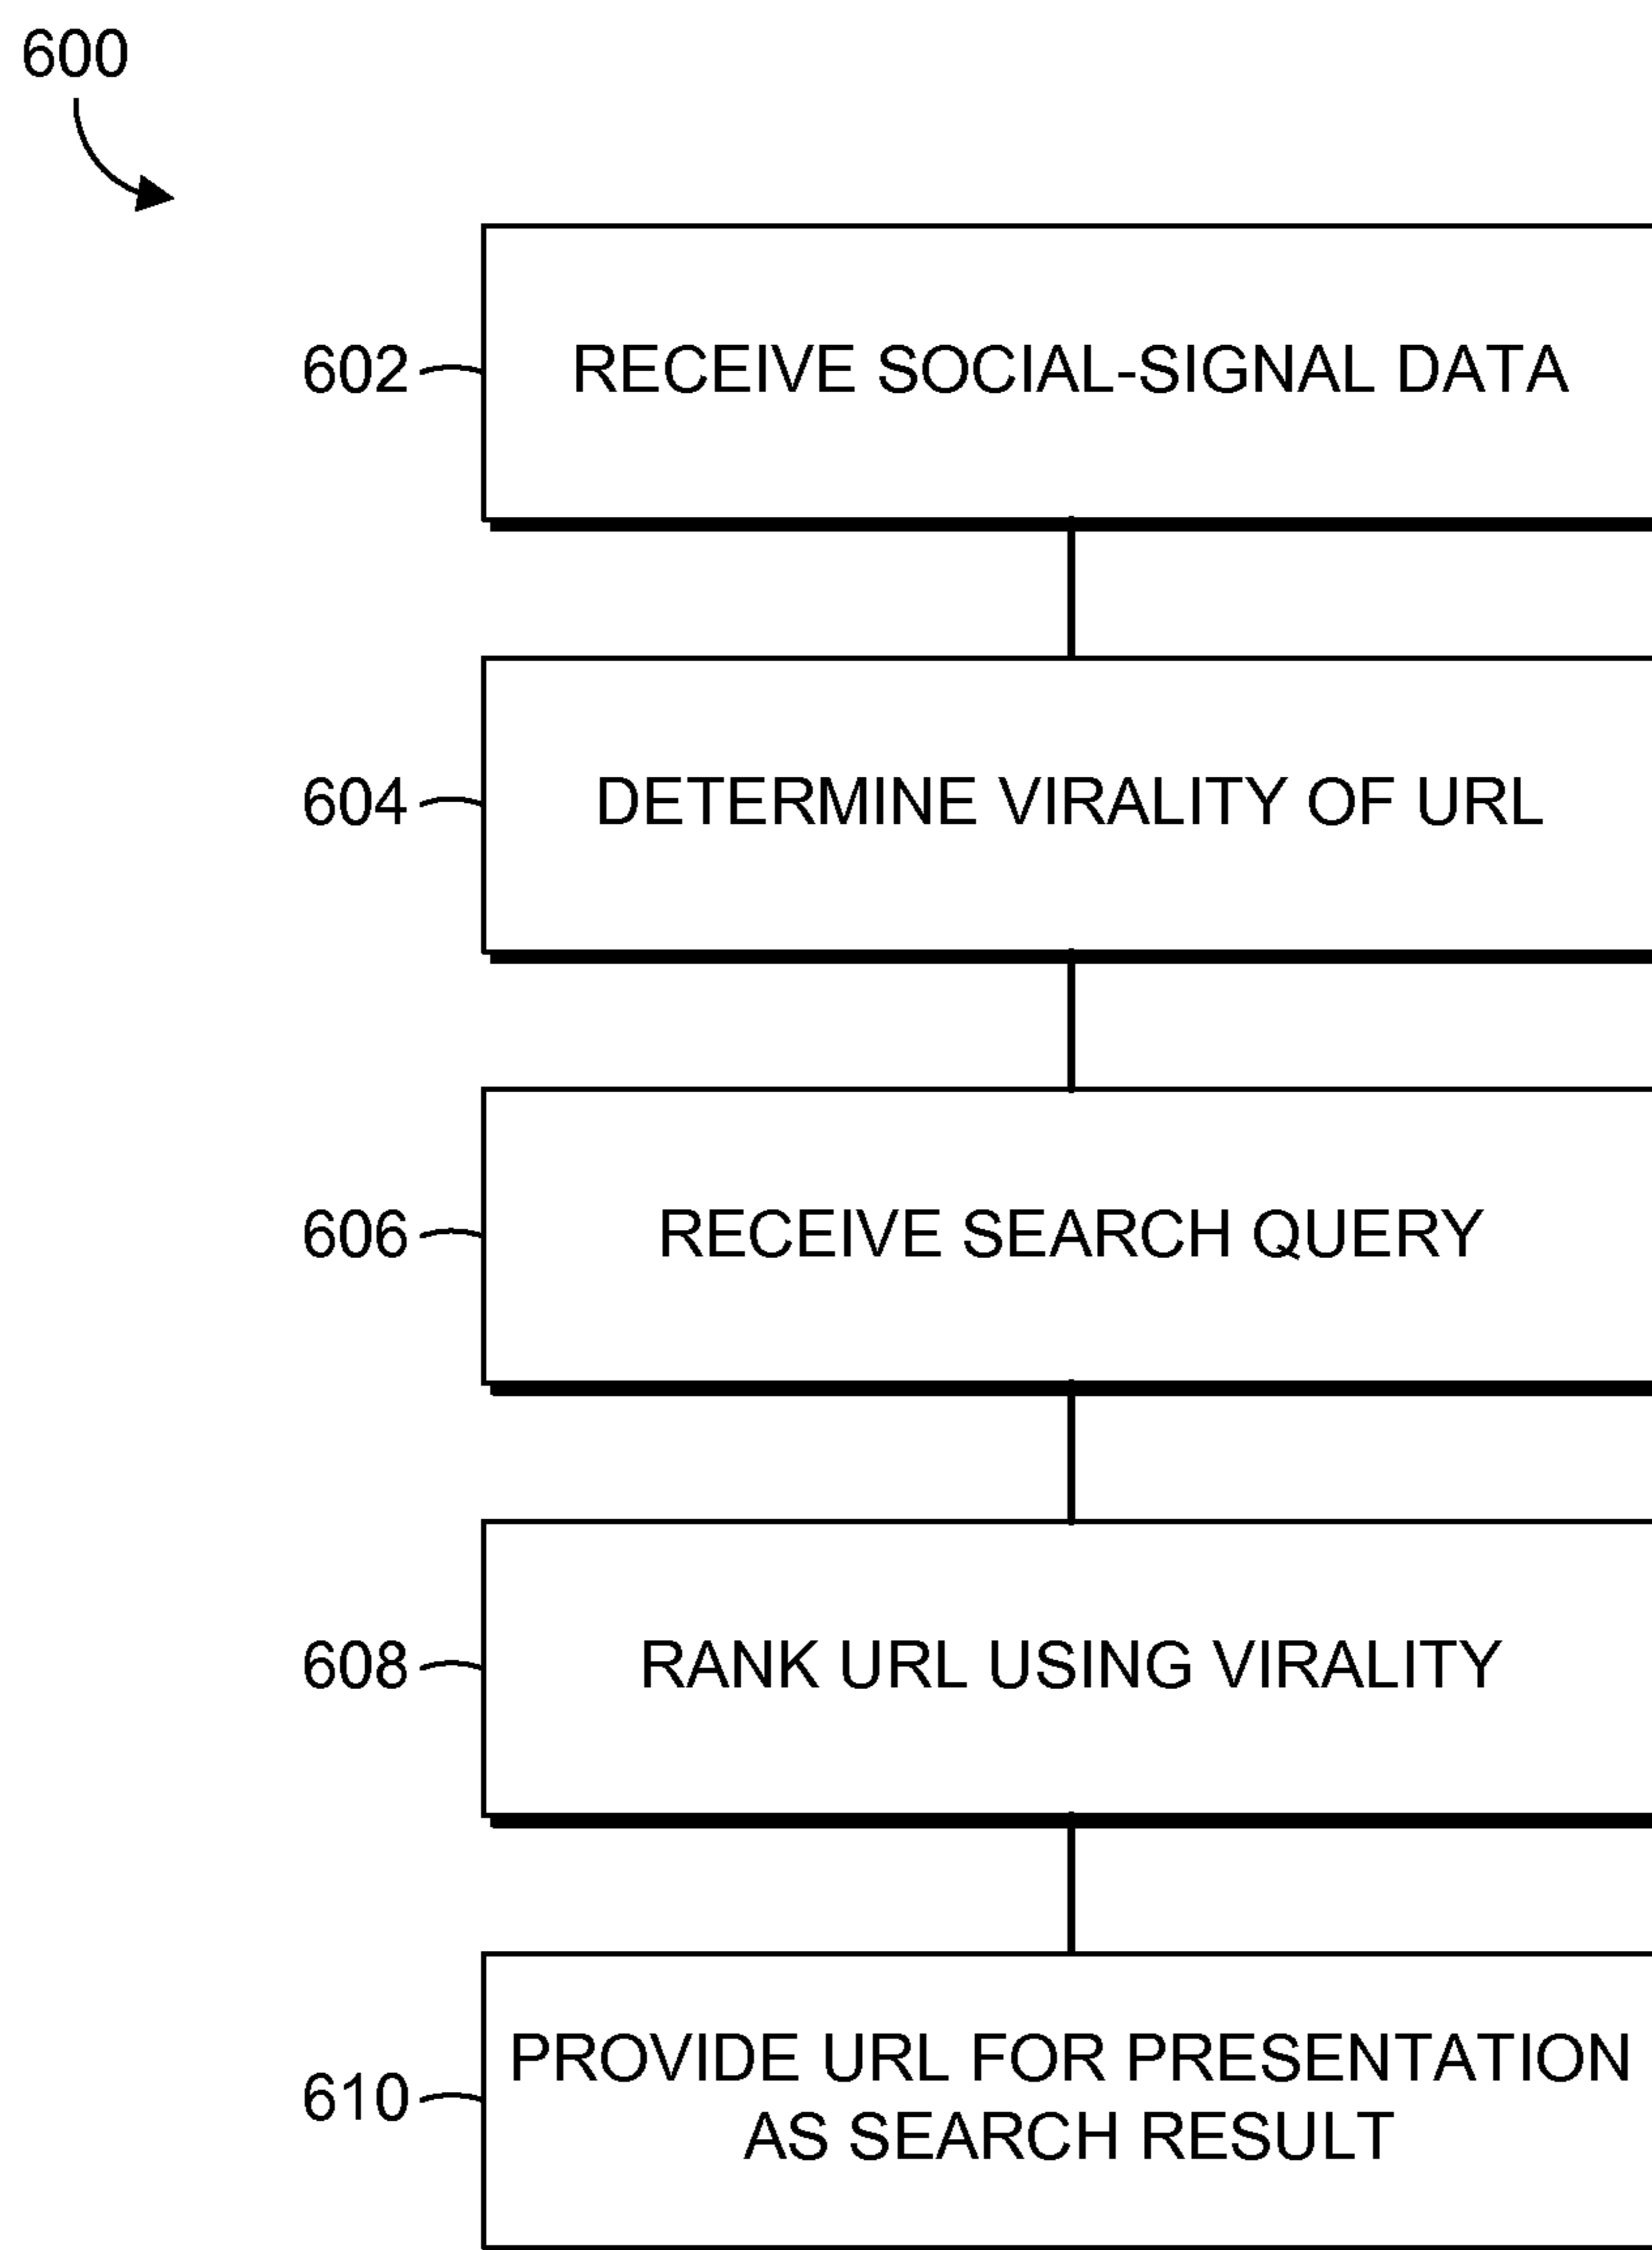 600
602 RECEIVE SOCIAL-SIGNAL DATA
604 DETERMINE VIRALITY OF URL
606 RECEIVE SEARCH QUERY
608 RANK URL USING VIRALITY
PROVIDE URL FOR PRESENTATION
610
AS SEARCH RESULT